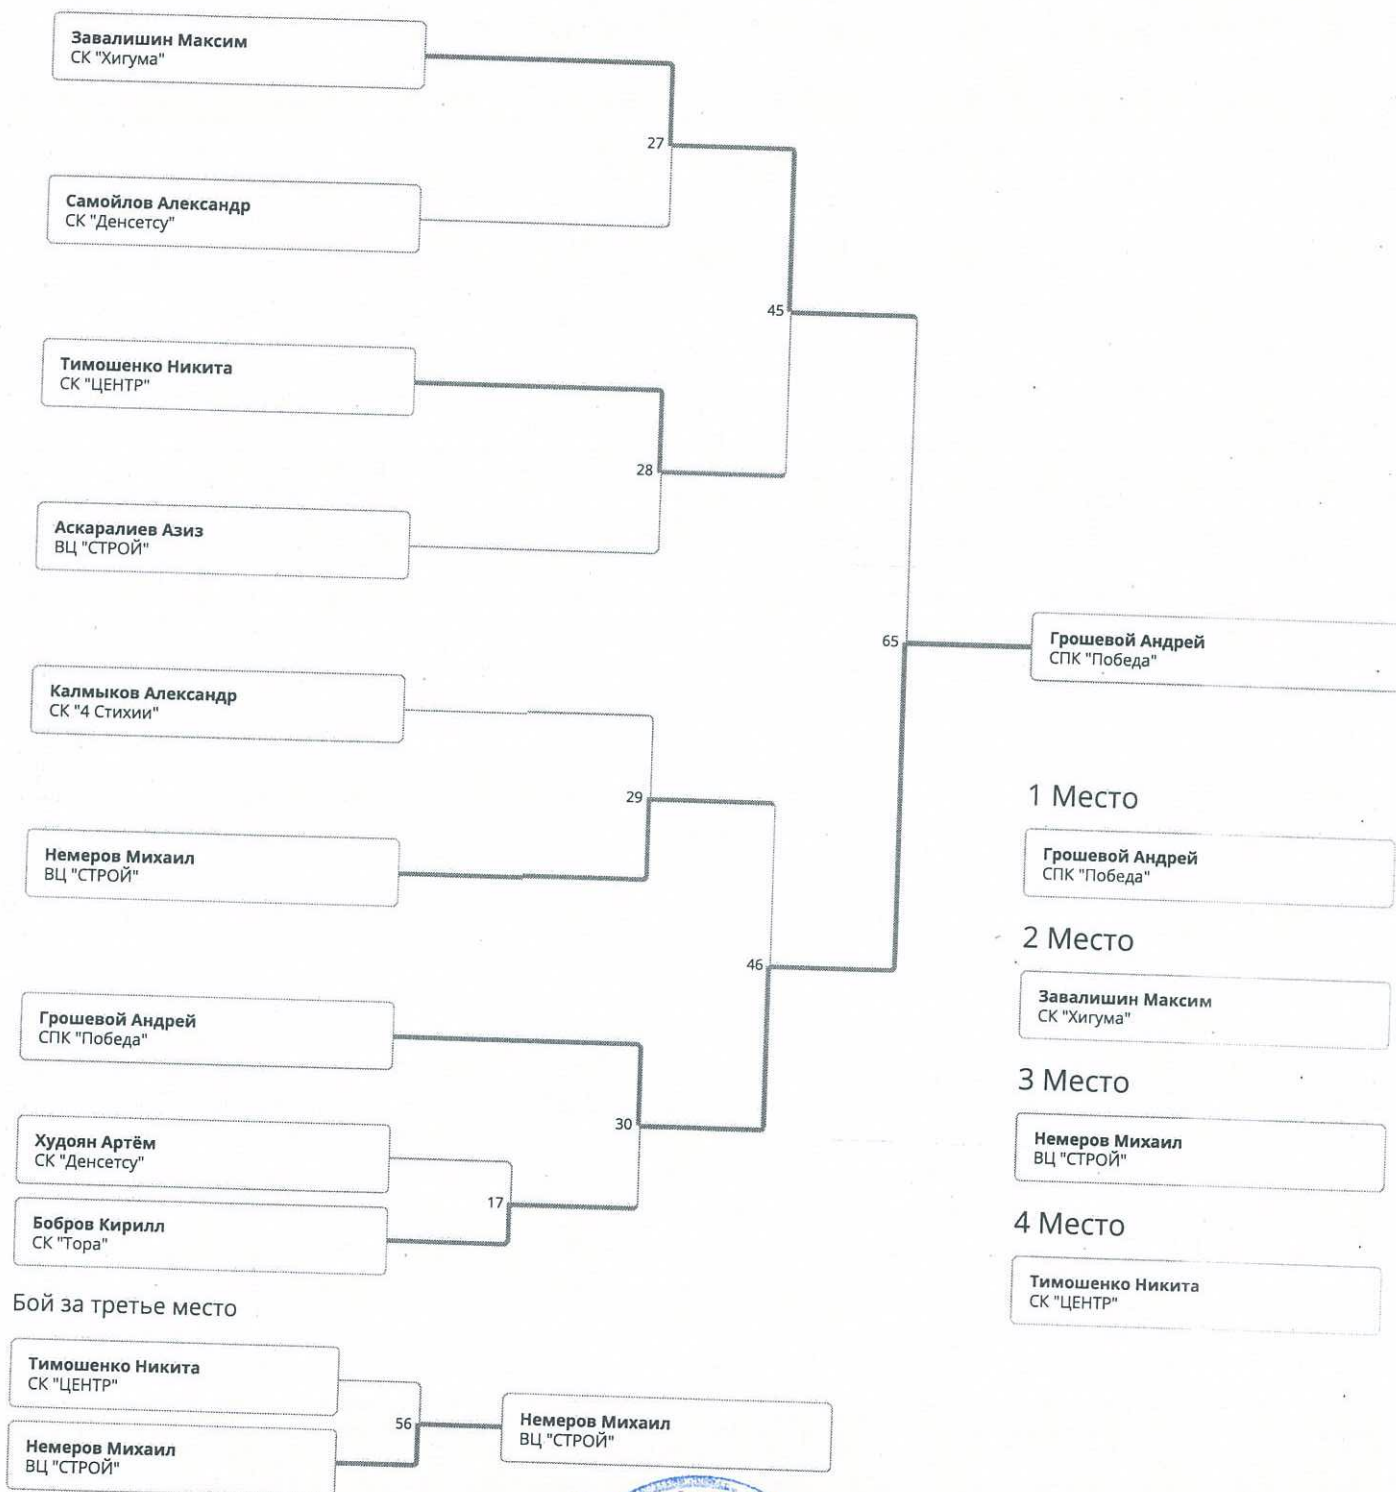 Завалишин Максим
СК "Хигума"
27
Самойлов Александр
СК "Денсетсу"
45
Тимошенко Никита
СК "ЦЕНТР"
28
Аскаралиев Азиз
ВЦ "СТРОЙ"
65
Грошевой Андрей
СПК "Победа"
Калмыков Александр
СК "4 Стихии"
29
Немеров Михаил
ВЦ "СТРОЙ"
46
Грошевой Андрей
СПК "Победа"
30
Худоян Артём
СК "Денсетсу"
17
Бобров Кирилл
СК "Тора"
1 Место
Грошевой Андрей
СПК "Победа"
2 Место
Завалишин Максим
СК "Хигума"
3 Место
Немеров Михаил
ВЦ "СТРОЙ"
4 Место
Тимошенко Никита
СК "ЦЕНТР"
Бой за третье место
Тимошенко Никита
СК "ЦЕНТР"
56
Немеров Михаил
ВЦ "СТРОЙ"
Немеров Михаил
ВЦ "СТРОЙ"